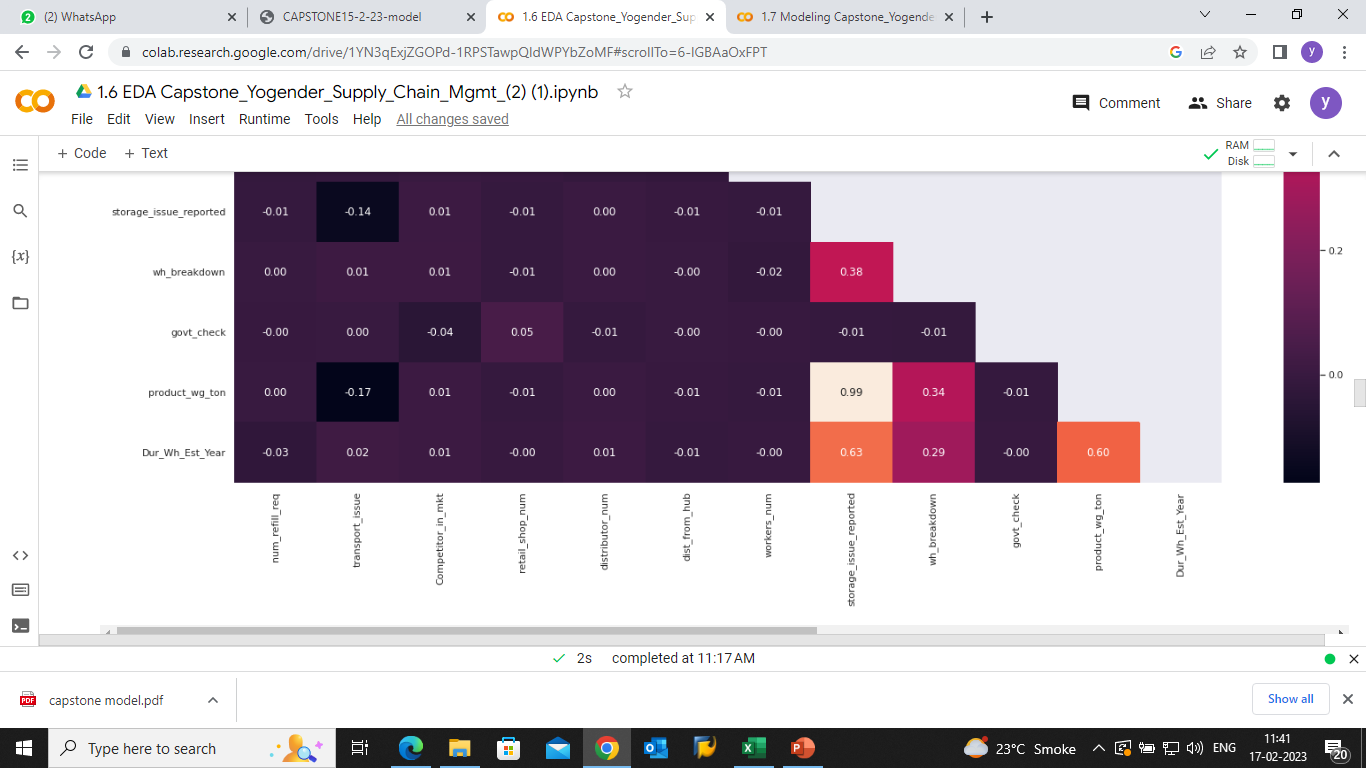 (2) WhatsApp
CAPSTONE15-2-23-model
1.6 EDA Capstone_Yogender_Sup
1.7 Modeling Capstone_Yogende
colab.research.google.com/drive/1YN3qExjZGOPd-1RPSTawpQIdWPYbZoMF#scrollTo=6-IGBAaOxFPT
y
1.6 EDA Capstone_Yogender_Supply_Chain_Mgmt_(2) (1).ipynb
Comment
Share
y
File Edit View Insert Runtime Tools Help All changes saved
+ Code + Text
RAM
Disk
storage_issue_reported -0.01 -0.14 0.01 -0.01 0.00 -0.01 -0.01
0.2
wh_breakdown 0.00 0.01 0.01 -0.01 0.00 -0.00 -0.02 0.38
govt_check -0.00 0.00 -0.04 0.05 -0.01 -0.00 -0.00 -0.01 -0.01
0.0
product_wg_ton 0.00 -0.17 0.01 -0.01 0.00 -0.01 -0.01 0.99 0.34 -0.01
Dur_Wh_Est_Year -0.03 0.02 0.01 -0.00 0.01 -0.01 -0.00 0.63 0.29 -0.00 0.60
num_refill_req
transport_issue
Competitor_in_mkt
retail_shop_num
distributor_num
dist_from_hub
workers_num
storage_issue_reported
wh_breakdown
govt_check
product_wg_ton
Dur_Wh_Est_Year
2s completed at 11:17 AM
PDF capstone model.pdf
Show all
Type here to search
23°C Smoke
ENG
11:41
17-02-2023
20